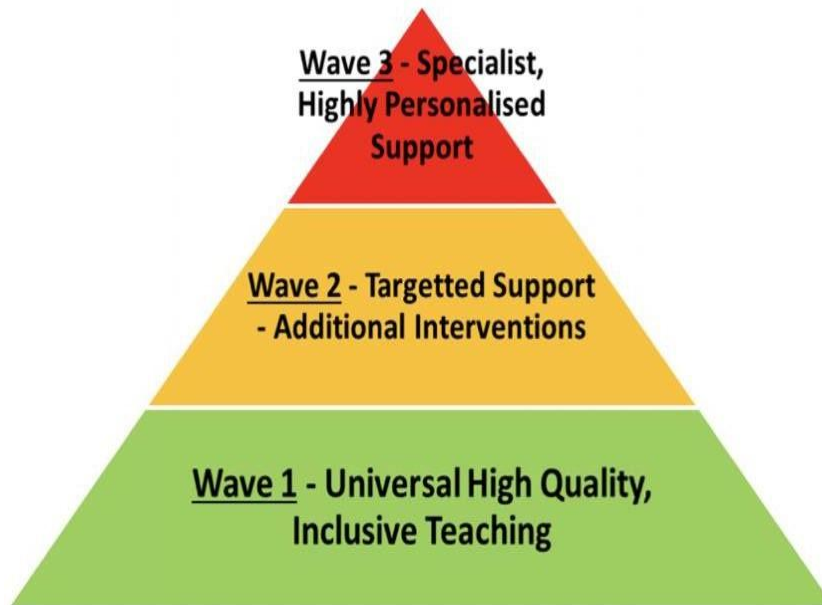 Wave 3 - Specialist,
Highly Personalised
Support
Wave 2 - Targetted Support
- Additional Interventions
Wave 1 - Universal High Quality,
Inclusive Teaching